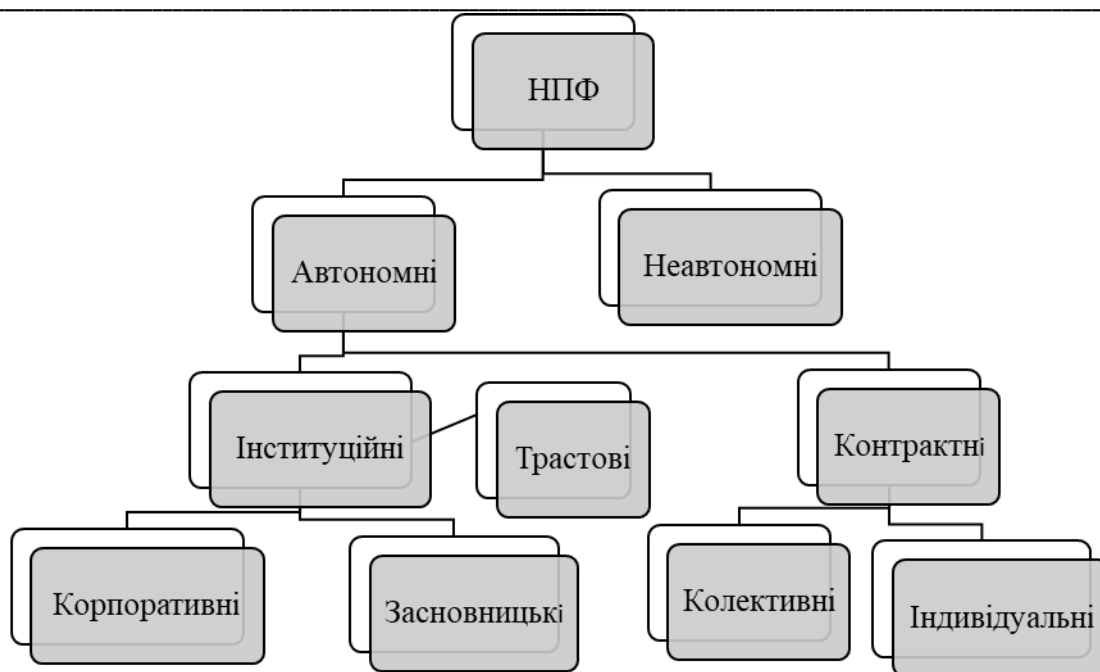 НПФ
Автономні
Неавтономні
Інституційні
Трастові
Контрактні
Корпоративні
Засновницькі
Колективні
Індивідуальні